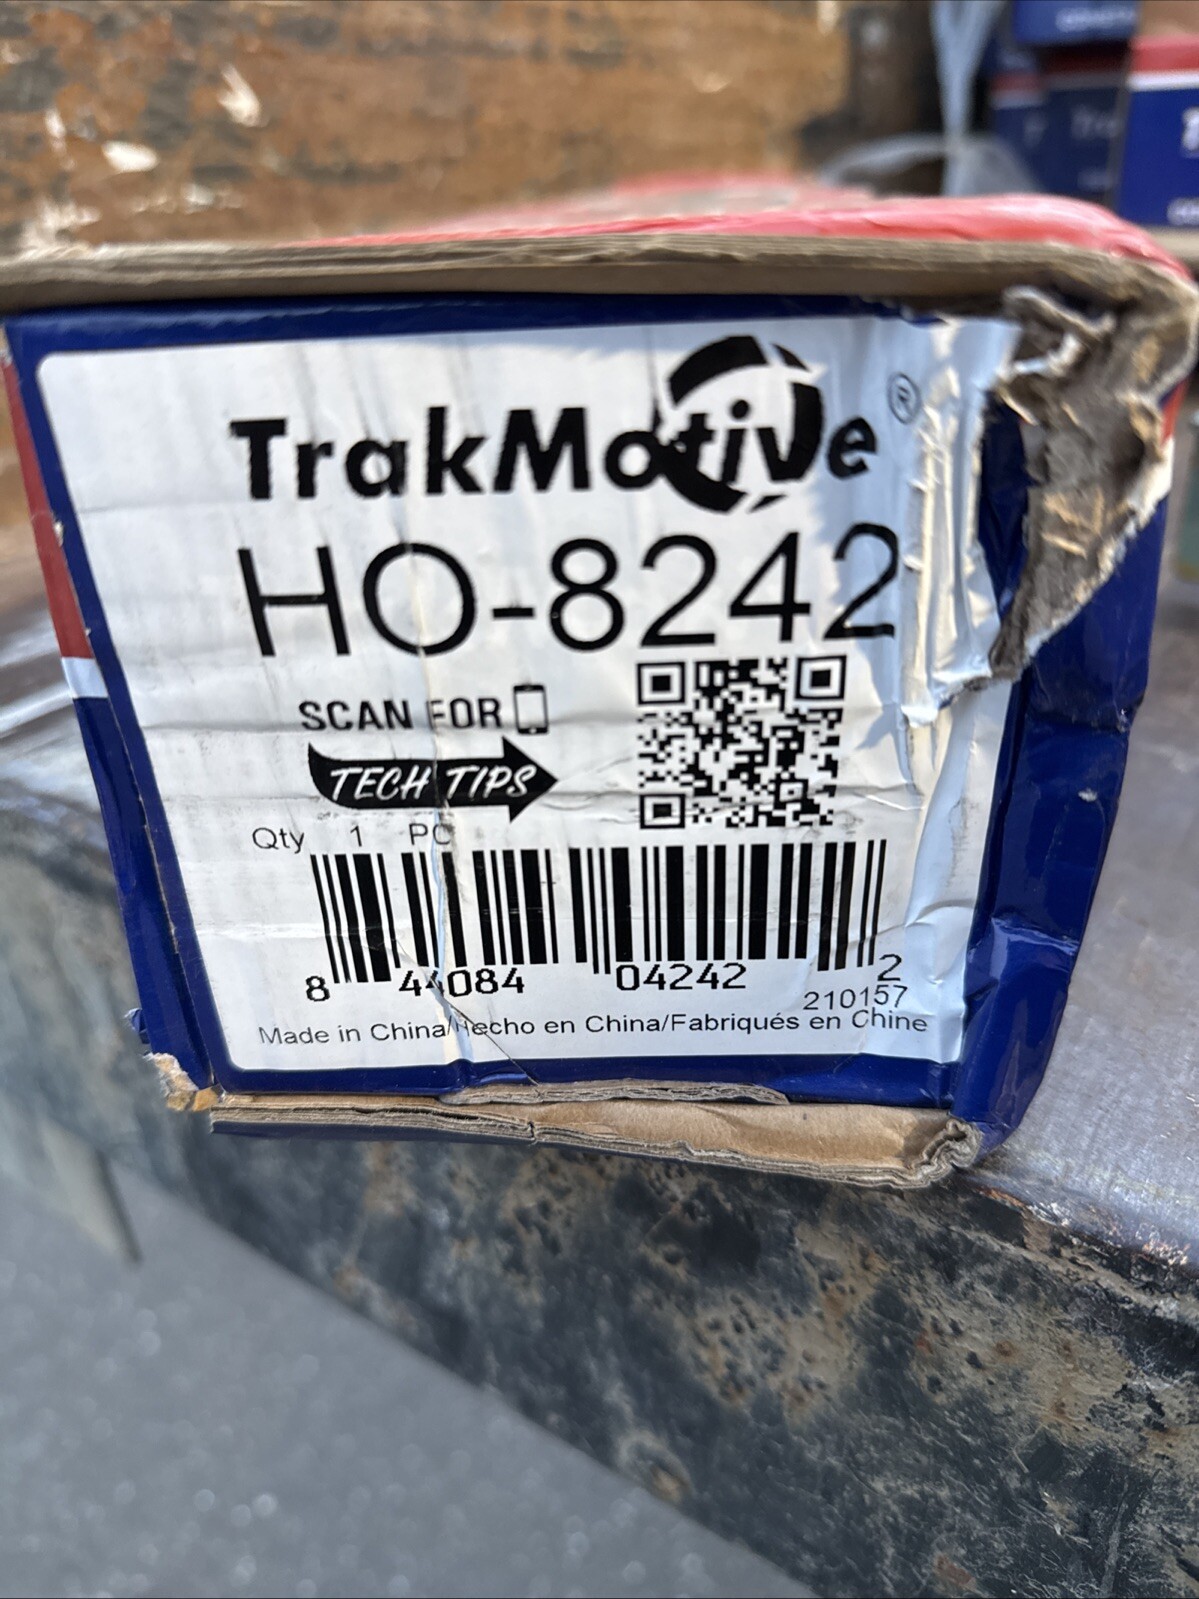 TrakMotive®
HO-8242
SCAN FOR
TECH TIPS
Qty 1 PC
8 44084 04242 2
210157
Made in China/Hecho en China/Fabriqués en Chine